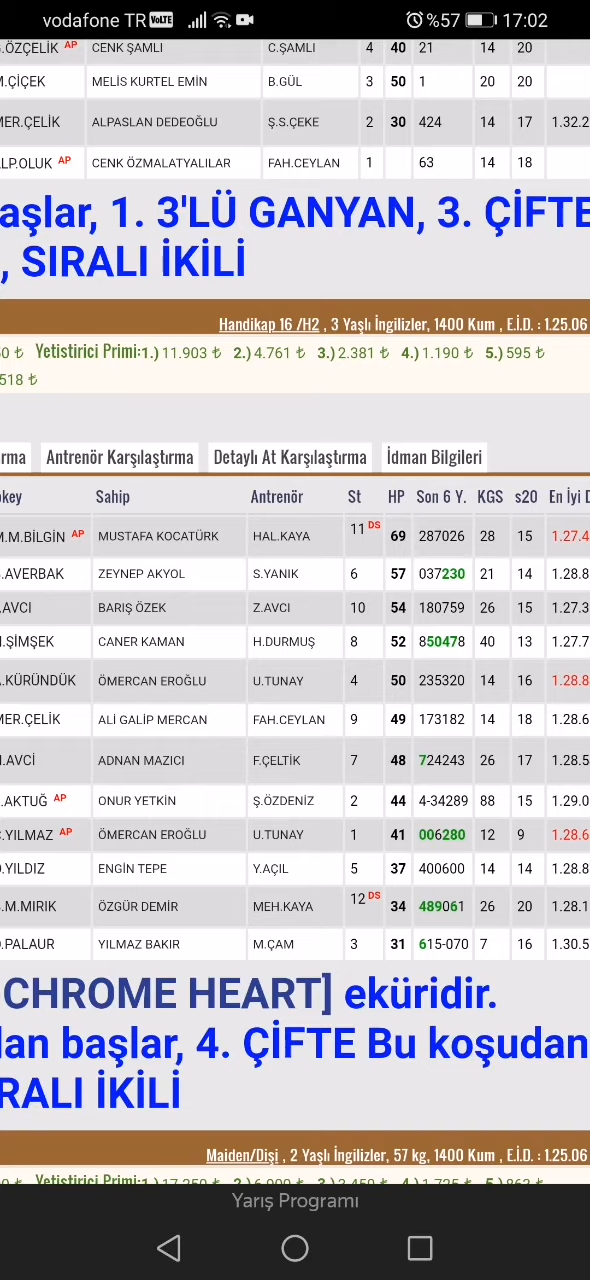 vodafone TR VoLTE %57 17:02
.ÖZÇELİK AP CENK ŞAMLI C.ŞAMLI 4 40 21 14 20
.ÇİÇEK MELİS KURTEL EMİN B.GÜL 3 50 1 20 20
MER.ÇELİK ALPASLAN DEDEOĞLU Ş.S.ÇEKE 2 30 424 14 17 1.32.2
LP.OLUK AP CENK ÖZMALATYALILAR FAH.CEYLAN 1 63 14 18
aşlar, 1. 3'LÜ GANYAN, 3. ÇİFTE
, SIRALI İKİLİ
Handikap 16 /H2 , 3 Yaşlı İngilizler, 1400 Kum , E.İ.D. : 1.25.06
0 ₺ Yetistirici Primi:1.) 11.903 ₺ 2.) 4.761 ₺ 3.) 2.381 ₺ 4.) 1.190 ₺ 5.) 595 ₺
518 ₺
rma Antrenör Karşılaştırma Detaylı At Karşılaştırma İdman Bilgileri
okey Sahip Antrenör St HP Son 6 Y. KGS s20 En İyi D
M.M.BİLGİN AP MUSTAFA KOCATÜRK HAL.KAYA 11 DS 69 287026 28 15 1.27.4
.AVERBAK ZEYNEP AKYOL S.YANIK 6 57 037230 21 14 1.28.8
.AVCI BARIŞ ÖZEK Z.AVCI 10 54 180759 26 15 1.27.3
.ŞİMŞEK CANER KAMAN H.DURMUŞ 8 52 850478 40 13 1.27.7
.KÜRÜNDÜK ÖMERCAN EROĞLU U.TUNAY 4 50 235320 14 16 1.28.8
MER.ÇELİK ALİ GALİP MERCAN FAH.CEYLAN 9 49 173182 14 18 1.28.6
.AVCİ ADNAN MAZICI F.ÇELTİK 7 48 724243 26 17 1.28.5
.AKTUĞ AP ONUR YETKİN Ş.ÖZDENİZ 2 44 4-34289 88 15 1.29.0
.YILMAZ AP ÖMERCAN EROĞLU U.TUNAY 1 41 006280 12 9 1.28.6
.YILDIZ ENGİN TEPE Y.AÇIL 5 37 400600 14 14 1.28.8
.M.MIRIK ÖZGÜR DEMİR MEH.KAYA 12 DS 34 489061 26 20 1.28.1
.PALAUR YILMAZ BAKIR M.ÇAM 3 31 615-070 7 16 1.30.5
CHROME HEART] eküridir.
dan başlar, 4. ÇİFTE Bu koşudan
RALI İKİLİ
Maiden/Dişi , 2 Yaşlı İngilizler, 57 kg, 1400 Kum , E.İ.D. : 1.25.06
Yetistirici Primi:1.)
Yarış Programı